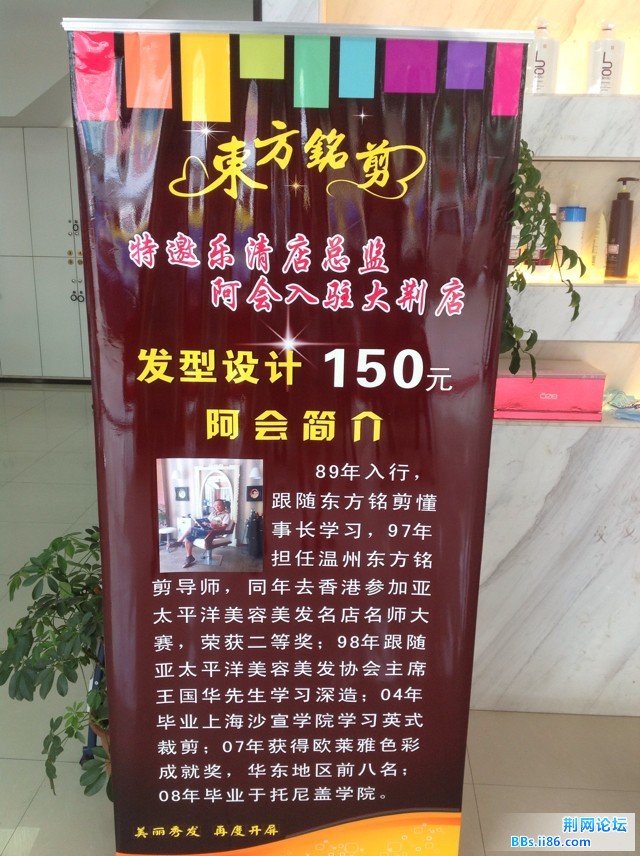 東方铭剪
特邀乐清店总监
阿会入驻大荆店
发型设计 150元
阿会简介
89年入行，
跟随东方铭剪懂
事长学习，97年
担任温州东方铭
剪导师，同年去香港参加亚
太平洋美容美发名店名师大
赛，荣获二等奖；98年跟随
亚太平洋美容美发协会主席
王国华先生学习深造；04年
毕业上海沙宣学院学习英式
裁剪；07年获得欧莱雅色彩
成就奖，华东地区前八名；
08年毕业于托尼盖学院。
美丽秀发 再度开屏
荆网论坛
BBs.ii86.com